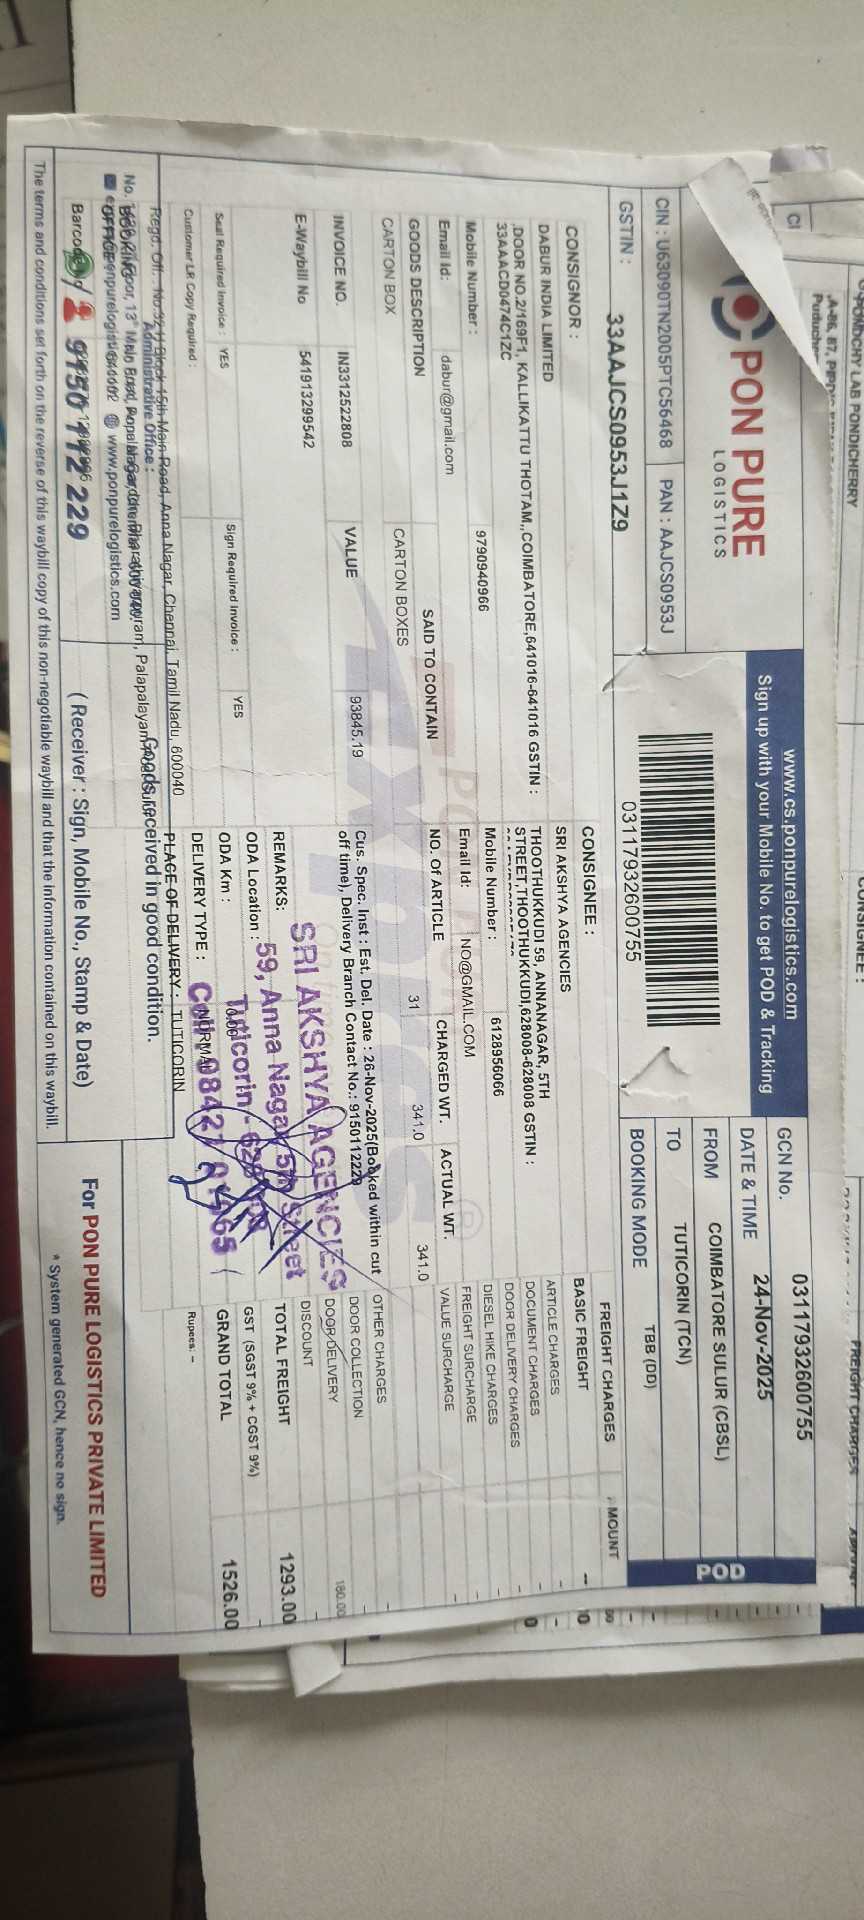 PON PURE
LOGISTICS
www.cs.ponpurelogistics.com
Sign up with your Mobile No. to get POD & Tracking
GCN No. 03117932600755
DATE & TIME 24-Nov-2025
FROM COIMBATORE SULUR (CBSL)
TO TUTICORIN (TCN)
BOOKING MODE TBB (DD)
POD
CIN : U63090TN2005PTC56468 PAN : AAJCS0953J
GSTIN : 33AAJCS0953J1Z9
03117932600755
CONSIGNOR :
DABUR INDIA LIMITED
DOOR NO.2/169F1, KALLIKATTU THOTAM,,COIMBATORE,641016-641016 GSTIN :
33AAACD0474C1ZC
Mobile Number : 9790940966
Email Id: dabur@gmail.com
CONSIGNEE :
SRI AKSHYA AGENCIES
THOOTHUKKUDI 59, ANNANAGAR, 5TH
STREET,THOOTHUKKUDI,628008-628008 GSTIN :
Mobile Number : 6128956066
Email Id: NO@GMAIL.COM
GOODS DESCRIPTION SAID TO CONTAIN NO. Of ARTICLE CHARGED WT. ACTUAL WT.
CARTON BOX CARTON BOXES 31 341.0 341.0
INVOICE NO. IN3312522808 VALUE 93845.19
E-Waybill No 541913299542
Cus. Spec. Inst : Est. Del. Date : 26-Nov-2025(Booked within cut
off time), Delivery Branch Contact No.: 9150112229
REMARKS:
Seal Required Invoice : YES Sign Required Invoice : YES
Customer LR Copy Required :
ODA Location :
ODA Km : 0.00
DELIVERY TYPE : NORMAL
PLACE OF DELIVERY : TUTICORIN
SRI AKSHYA AGENCIES
59, Anna Nagar 5th Street
Tuticorin -
FREIGHT CHARGES AMOUNT
BASIC FREIGHT --
ARTICLE CHARGES -
DOCUMENT CHARGES -
DOOR DELIVERY CHARGES -
DIESEL HIKE CHARGES -
FREIGHT SURCHARGE -
VALUE SURCHARGE -
OTHER CHARGES -
DOOR COLLECTION
DOOR DELIVERY 180.00
DISCOUNT -
TOTAL FREIGHT 1293.00
GST (SGST 9% + CGST 9%) -
GRAND TOTAL 1526.00
Rupees: –
Main Road, Anna Nagar, Chennai, Tamil Nadu, 600040
Administrative Office :
www.ponpurelogistics.com
9150 112 229
Goods received in good condition.
( Receiver : Sign, Mobile No., Stamp & Date)
For PON PURE LOGISTICS PRIVATE LIMITED
* System generated GCN, hence no sign.
The terms and conditions set forth on the reverse of this waybill copy of this non-negotiable waybill and that the information contained on this waybill.